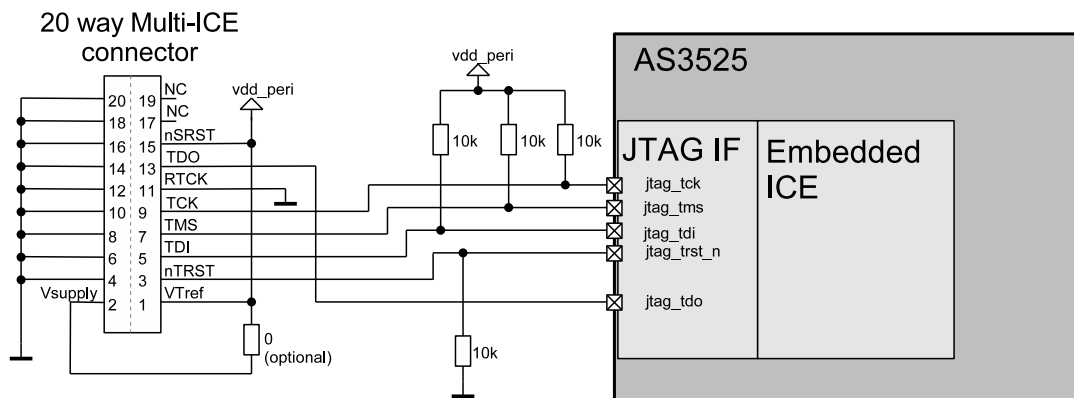 20 way Multi-ICE
connector
vdd_peri
vdd_peri
AS3525
20 19 NC
18 17 NC
16 15 nSRST
14 13 TDO
12 11 RTCK
10 9 TCK
8 7 TMS
6 5 TDI
4 3 nTRST
Vsupply 2 1 VTref
10k 10k 10k
JTAG IF
Embedded
ICE
jtag_tck
jtag_tms
jtag_tdi
jtag_trst_n
jtag_tdo
0
(optional)
10k